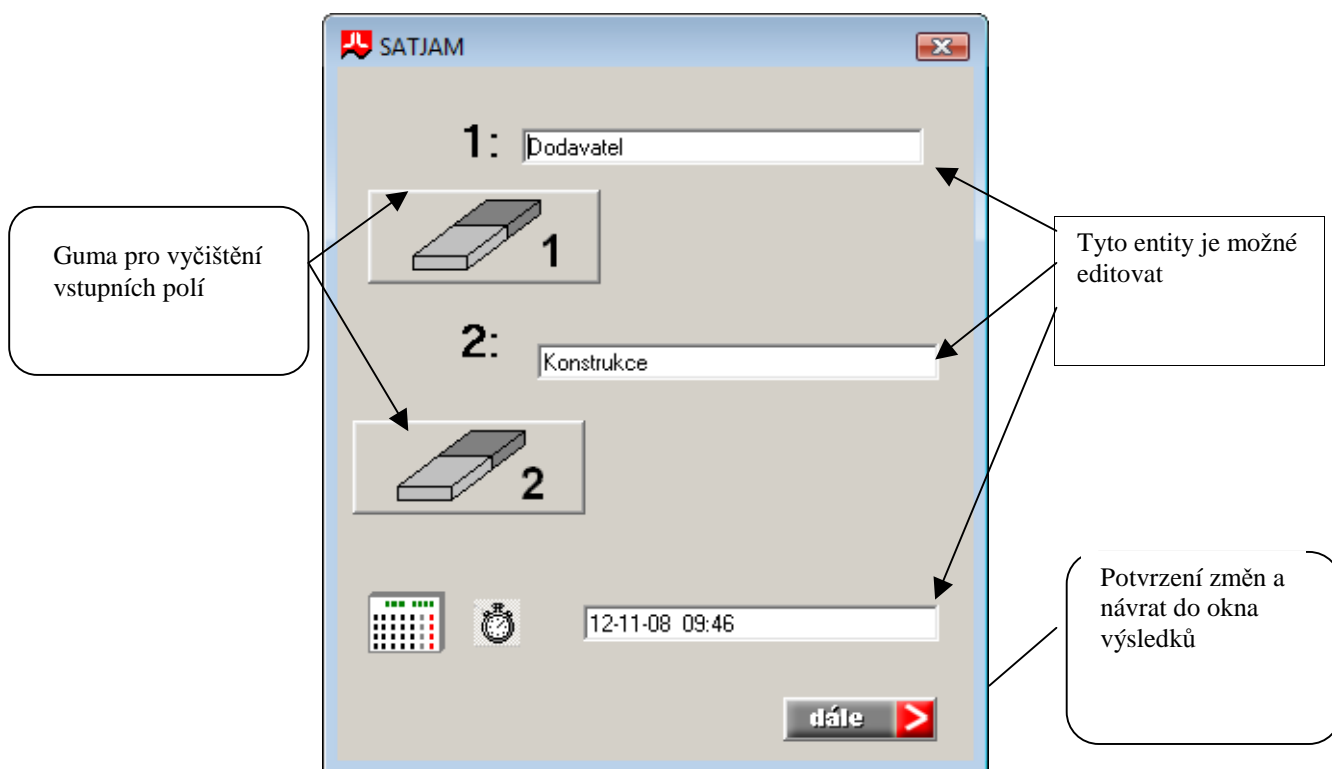 SATJAM
1: Dodavatel
1
Guma pro vyčištění
vstupních polí
Tyto entity je možné
editovat
2: Konstrukce
2
12-11-08 09:46
Potvrzení změn a
návrat do okna
výsledků
dále >